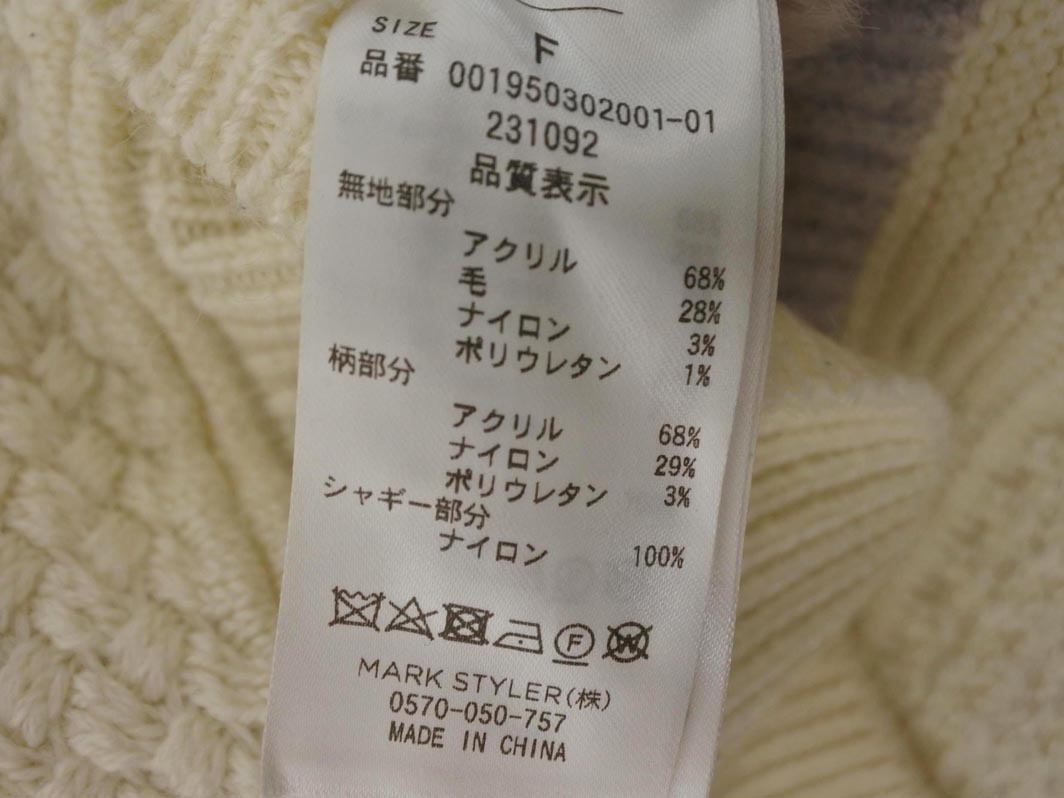 SIZE F
品番 001950302001-01
231092
品質表示
無地部分
アクリル 68%
毛 28%
ナイロン 3%
ポリウレタン 1%
柄部分
アクリル 68%
ナイロン 29%
ポリウレタン 3%
シャギー部分
ナイロン 100%
F W
MARK STYLER(株)
0570-050-757
MADE IN CHINA